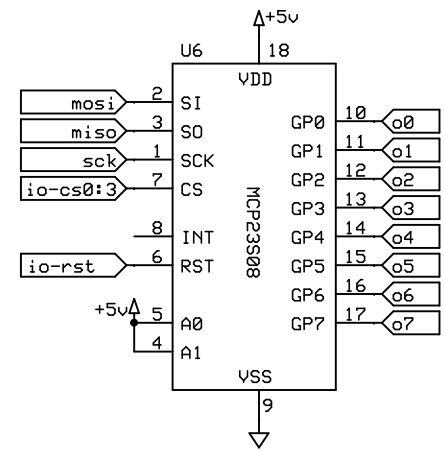 +5v
U6 18
VDD
mosi 2 SI
miso 3 SO
sck 1 SCK
io-cs0:3 7 CS
8 INT
io-rst 6 RST
+5v
5 A0
4 A1
MCP23S08
GP0 10 o0
GP1 11 o1
GP2 12 o2
GP3 13 o3
GP4 14 o4
GP5 15 o5
GP6 16 o6
GP7 17 o7
VSS
9